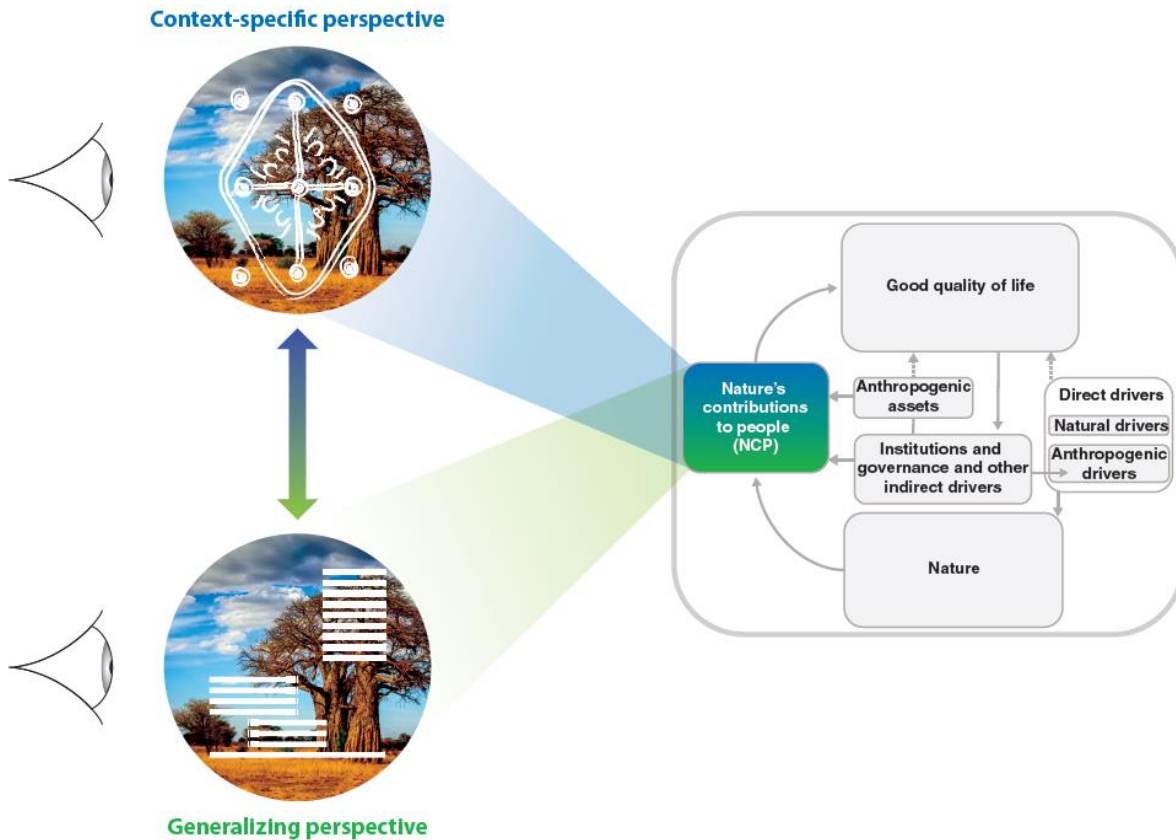 Context-specific perspective
Good quality of life
Nature's
contributions
to people
(NCP)
Anthropogenic
assets
Institutions and
governance and other
indirect drivers
Direct drivers
Natural drivers
Anthropogenic
drivers
Nature
Generalizing perspective